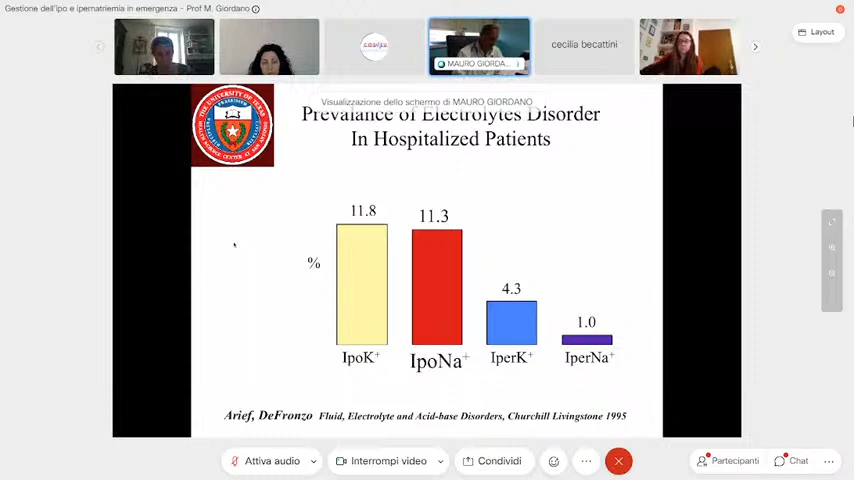 Gestione dell'ipo e ipernatriemia in emergenza - Prof M. Giordano
Layout
MAURO GIORDA...
cecilia becattini
Visualizzazione dello schermo di MAURO GIORDANO
Prevalance of Electrolytes Disorder
In Hospitalized Patients
11.8
11.3
4.3
1.0
%
IpoK+
IpoNa+
IperK+
IperNa+
Arief, DeFronzo Fluid, Electrolyte and Acid-base Disorders, Churchill Livingstone 1995
Attiva audio
Interrompi video
Condividi
Partecipanti
Chat